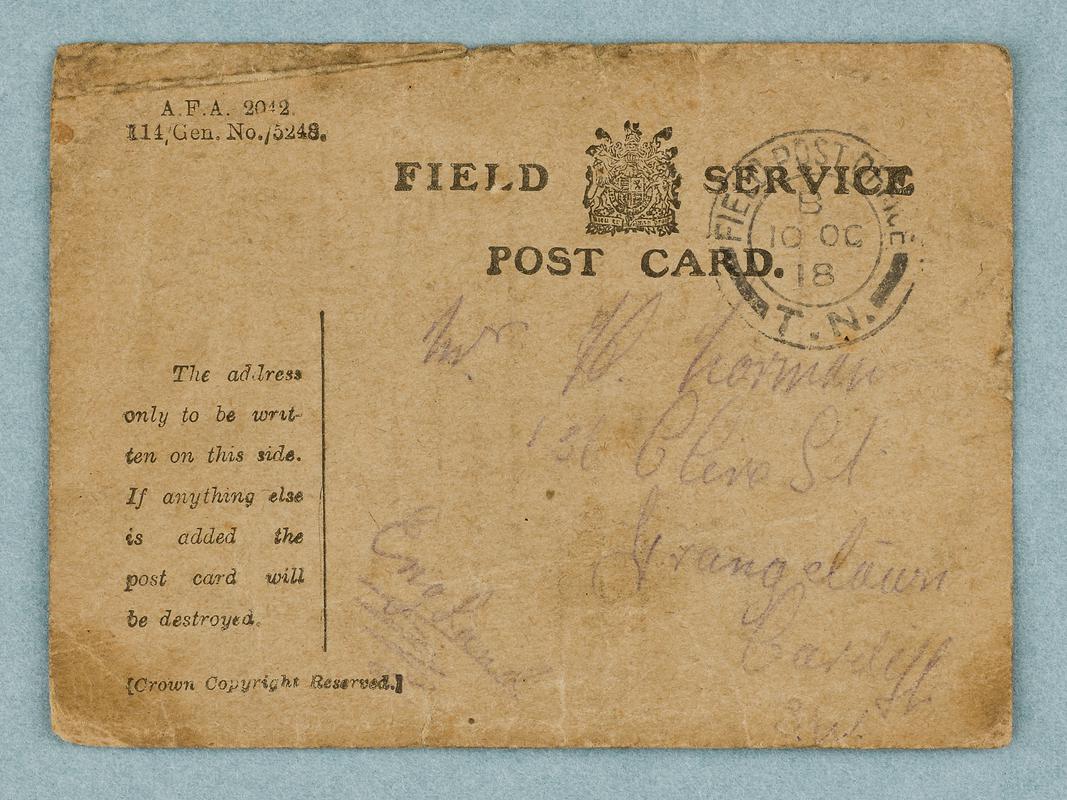 A.F.A. 2042.
114/Gen. No./5248.
FIELD SERVICE
POST CARD.
FIELD POST OFFICE
B
10 OC
18
T.N.
The address
only to be writ-
ten on this side.
If anything else
is added the
post card will
be destroyed.
[Crown Copyright Reserved.]
Mr. H. Norman
Clive St
Grangetown
Cardiff
England